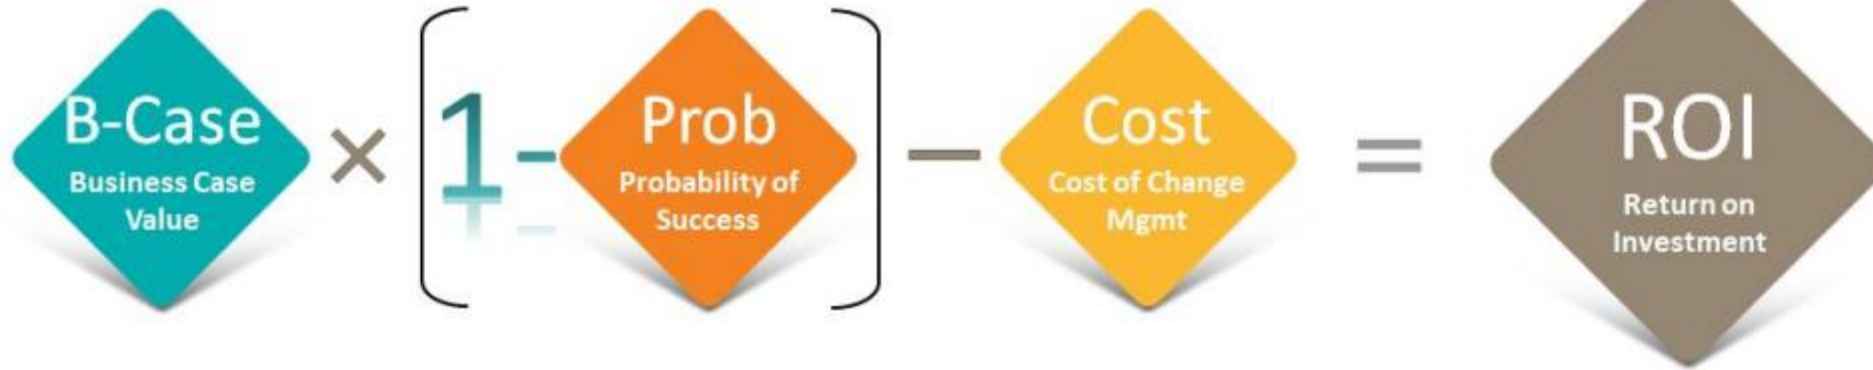 B-Case
Business Case
Value
×
1-
Prob
Probability of
Success
—
Cost
Cost of Change
Mgmt
=
ROI
Return on
Investment